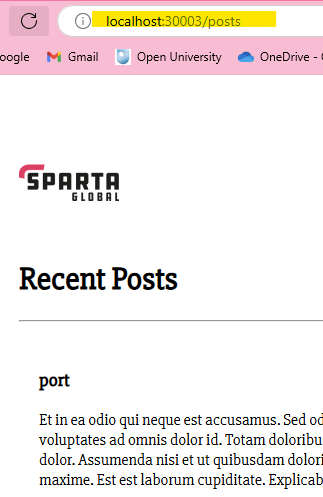 localhost:30003/posts
oogle Gmail Open University OneDrive -
SPARTA
GLOBAL
Recent Posts
port
Et in ea odio qui neque est accusamus. Sed od
voluptates ad omnis dolor id. Totam doloribu
dolor. Assumenda nisi et ut quibusdam dolori
maxime. Est est laborum cupiditate. Explicab